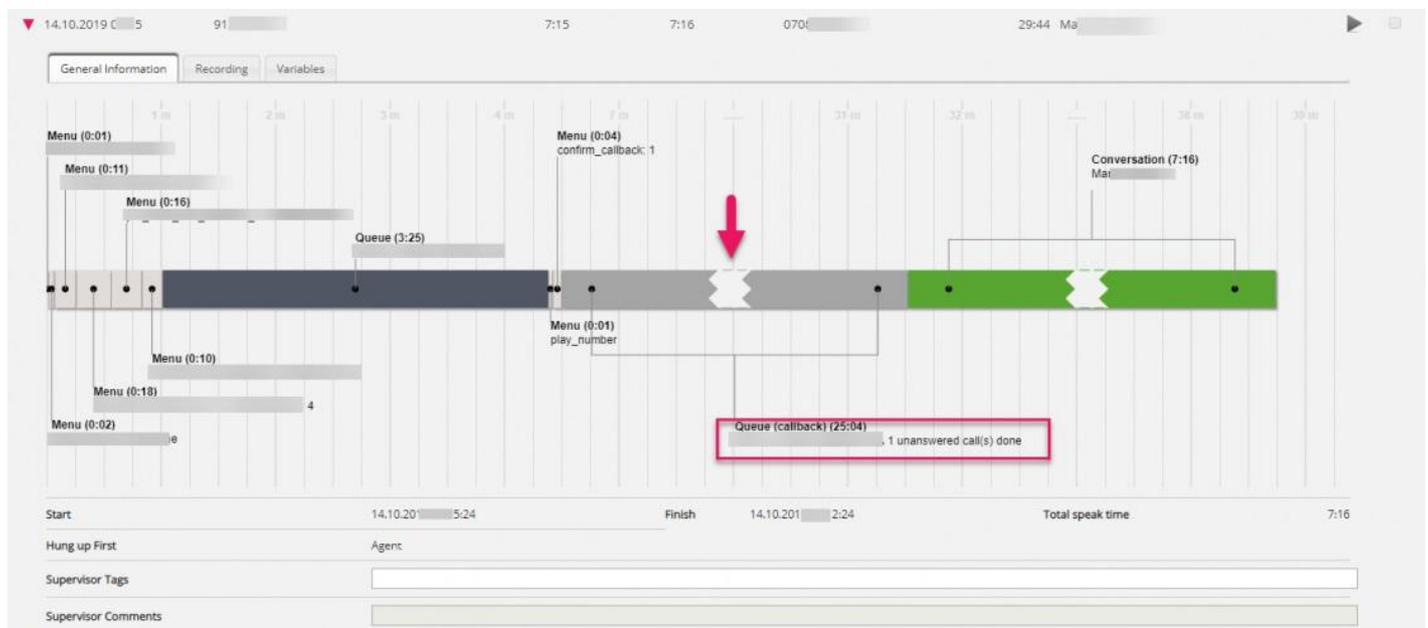 14.10.2019 5 91 7:15 7:16 070 29:44 Ma
General Information Recording Variables
1 m 2 m 3 m 4 m 7 m 31 m 32 m 38 m 39 m
Menu (0:01)
Menu (0:04)
confirm_callback: 1
Menu (0:11)
Conversation (7:16)
Mar
Menu (0:16)
Queue (3:25)
Menu (0:01)
play_number
Menu (0:10)
Menu (0:18)
4
Menu (0:02)
e
Queue (callback) (25:04)
, 1 unanswered call(s) done
Start 14.10.201 5:24 Finish 14.10.201 2:24 Total speak time 7:16
Hung up First Agent
Supervisor Tags
Supervisor Comments